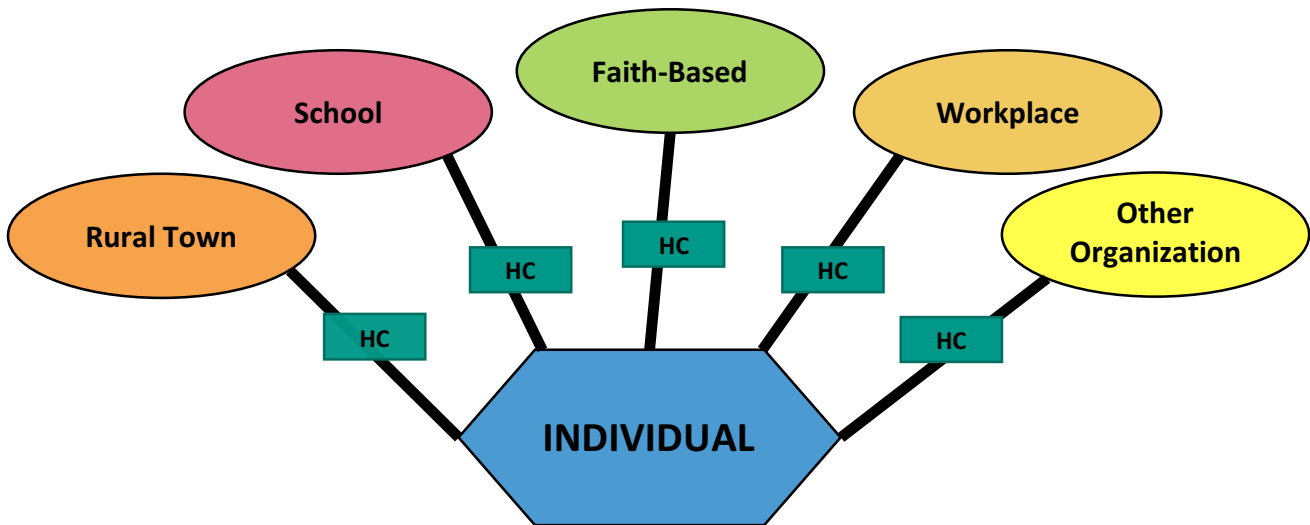 Faith-Based
School
Workplace
Rural Town
Other
Organization
HC
HC
HC
HC
HC
INDIVIDUAL